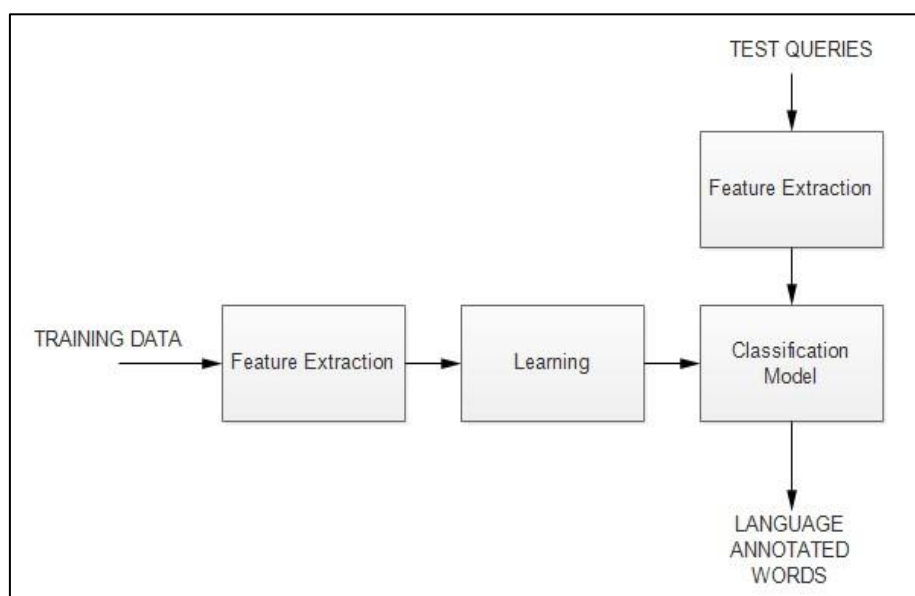 TEST QUERIES
Feature Extraction
TRAINING DATA
Feature Extraction
Learning
Classification
Model
LANGUAGE
ANNOTATED
WORDS